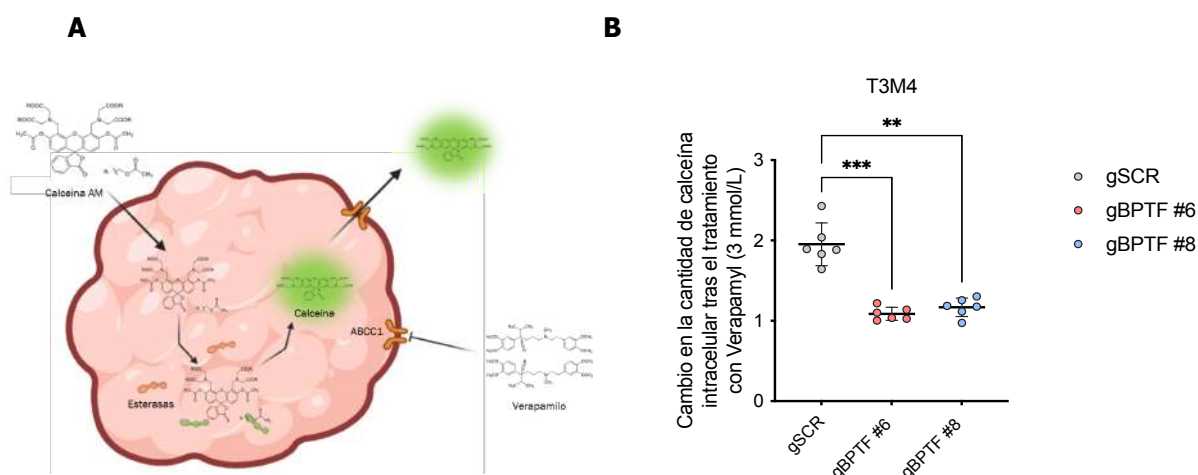 A
B
T3M4
Cambio en la cantidad de calceína
intracelular tras el tratamiento
con Verapamyl (3 mmol/L)
3
2
1
0
**
***
gSCR
gBPTF #6
gBPTF #8
gSCR
gBPTF #6
gBPTF #8
Calceina AM
Calceina
ABCC1
Esterasas
Verapamilo